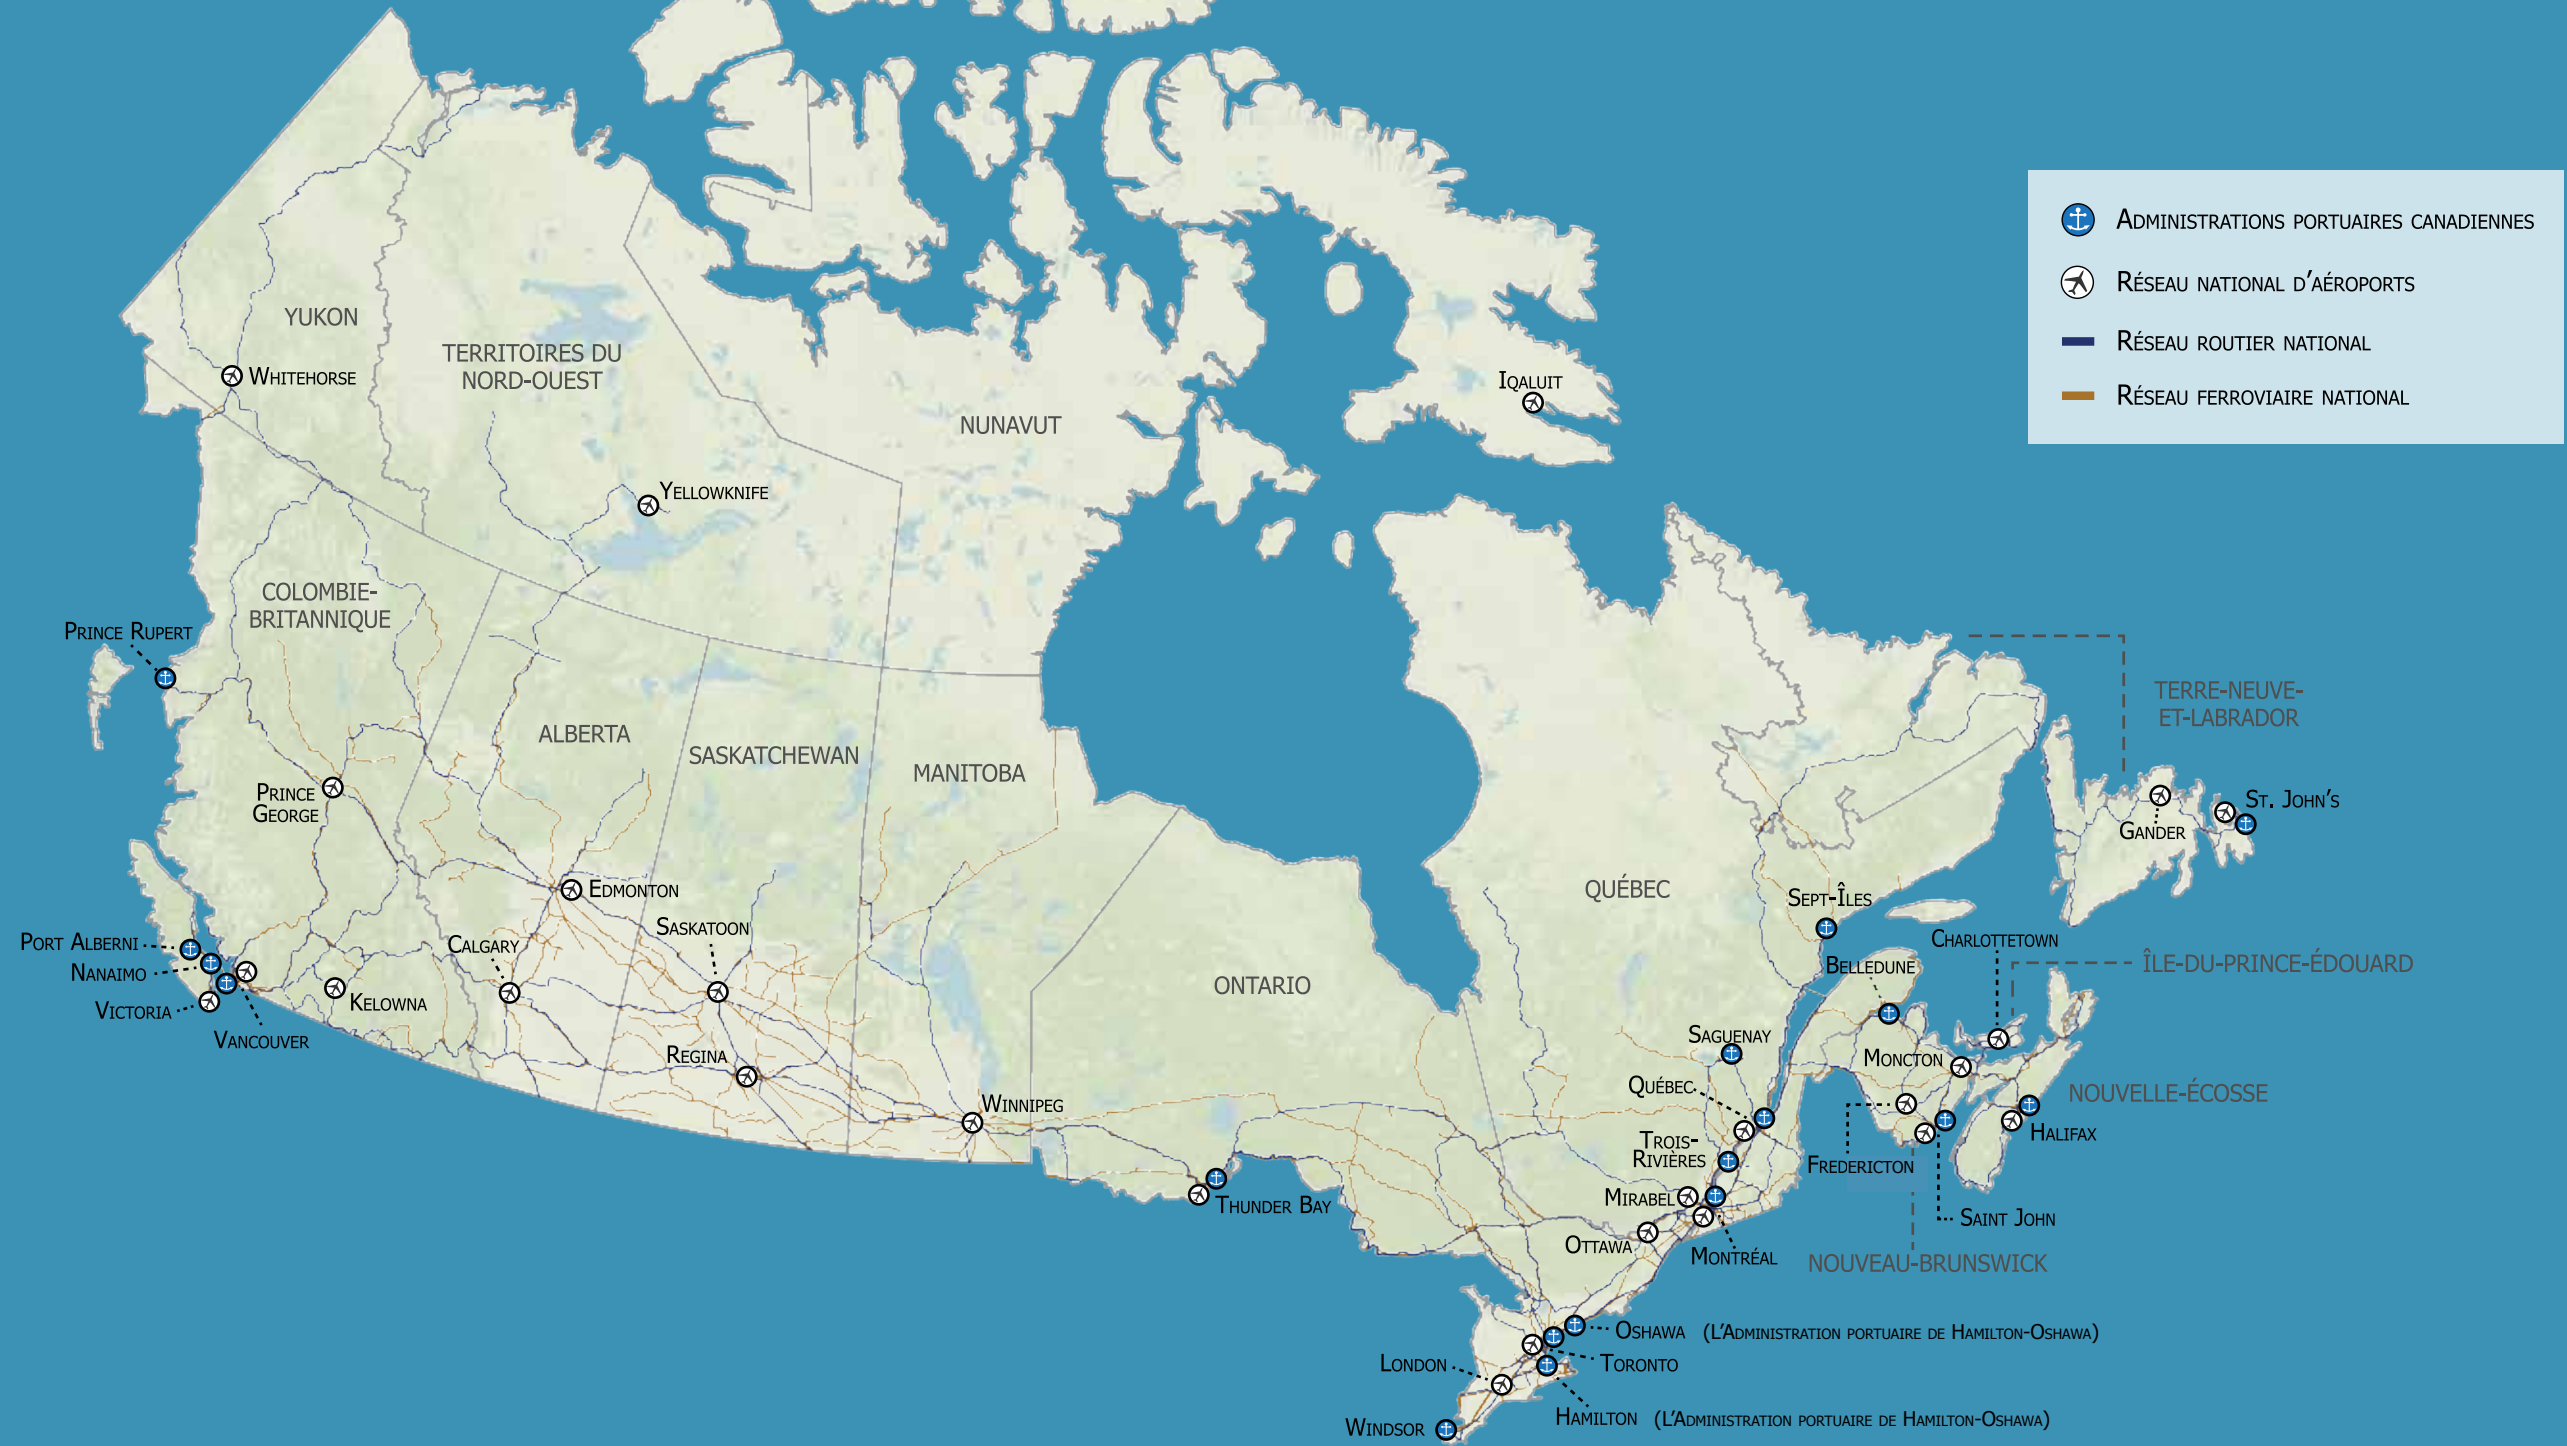 Administrations portuaires canadiennes
Réseau national d'aéroports
Réseau routier national
Réseau ferroviaire national
YUKON
Whitehorse
TERRITOIRES DU
NORD-OUEST
Yellowknife
NUNAVUT
Iqaluit
COLOMBIE-
BRITANNIQUE
Prince Rupert
Prince
George
Port Alberni
Nanaimo
Victoria
Vancouver
Kelowna
ALBERTA
Edmonton
Calgary
SASKATCHEWAN
Saskatoon
Regina
MANITOBA
Winnipeg
ONTARIO
Thunder Bay
Ottawa
Oshawa (L'Administration portuaire de Hamilton-Oshawa)
Toronto
London
Hamilton (L'Administration portuaire de Hamilton-Oshawa)
Windsor
QUÉBEC
Sept-Îles
Saguenay
Québec
Trois-
Rivières
Mirabel
Montréal
TERRE-NEUVE-
ET-LABRADOR
Gander
St. John's
Charlottetown
ÎLE-DU-PRINCE-ÉDOUARD
Belledune
Moncton
NOUVELLE-ÉCOSSE
Halifax
Fredericton
Saint John
NOUVEAU-BRUNSWICK